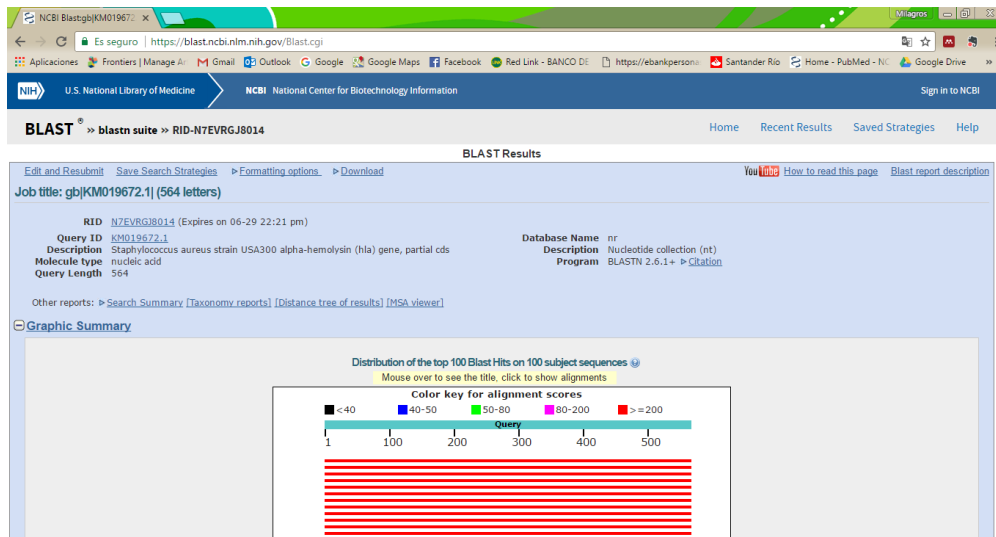 NCBI Blast:gb|KM019672
Milagros
Es seguro | https://blast.ncbi.nlm.nih.gov/Blast.cgi
Aplicaciones Frontiers | Manage Ar Gmail Outlook Google Google Maps Facebook Red Link - BANCO DE https://ebankpersona Santander Río Home - PubMed - NC Google Drive »
NIH U.S. National Library of Medicine NCBI National Center for Biotechnology Information Sign in to NCBI
BLAST ® » blastn suite » RID-N7EVRGJ8014 Home Recent Results Saved Strategies Help
BLAST Results
Edit and Resubmit Save Search Strategies Formatting options Download YouTube How to read this page Blast report description
Job title: gb|KM019672.1| (564 letters)
RID N7EVRGJ8014 (Expires on 06-29 22:21 pm)
Query ID KM019672.1
Description Staphylococcus aureus strain USA300 alpha-hemolysin (hla) gene, partial cds
Molecule type nucleic acid
Query Length 564
Database Name nr
Description Nucleotide collection (nt)
Program BLASTN 2.6.1+ Citation
Other reports: Search Summary [Taxonomy reports] [Distance tree of results] [MSA viewer]
Graphic Summary
Distribution of the top 100 Blast Hits on 100 subject sequences
Mouse over to see the title, click to show alignments
Color key for alignment scores
<40 40-50 50-80 80-200 >=200
Query
1 100 200 300 400 500